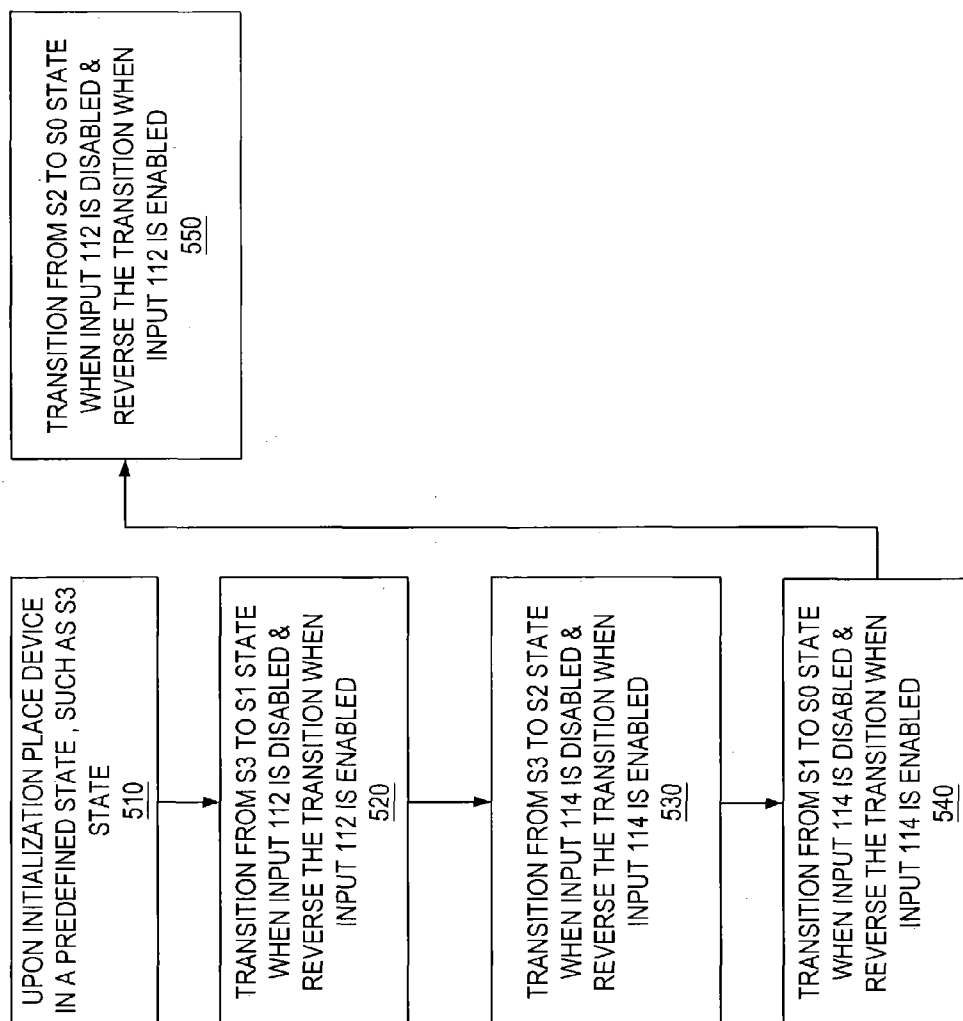 UPON INITIALIZATION PLACE DEVICE
IN A PREDEFINED STATE , SUCH AS S3
STATE
510
TRANSITION FROM S3 TO S1 STATE
WHEN INPUT 112 IS DISABLED &
REVERSE THE TRANSITION WHEN
INPUT 112 IS ENABLED
520
TRANSITION FROM S3 TO S2 STATE
WHEN INPUT 114 IS DISABLED &
REVERSE THE TRANSITION WHEN
INPUT 114 IS ENABLED
530
TRANSITION FROM S1 TO S0 STATE
WHEN INPUT 114 IS DISABLED &
REVERSE THE TRANSITION WHEN
INPUT 114 IS ENABLED
540
TRANSITION FROM S2 TO S0 STATE
WHEN INPUT 112 IS DISABLED &
REVERSE THE TRANSITION WHEN
INPUT 112 IS ENABLED
550